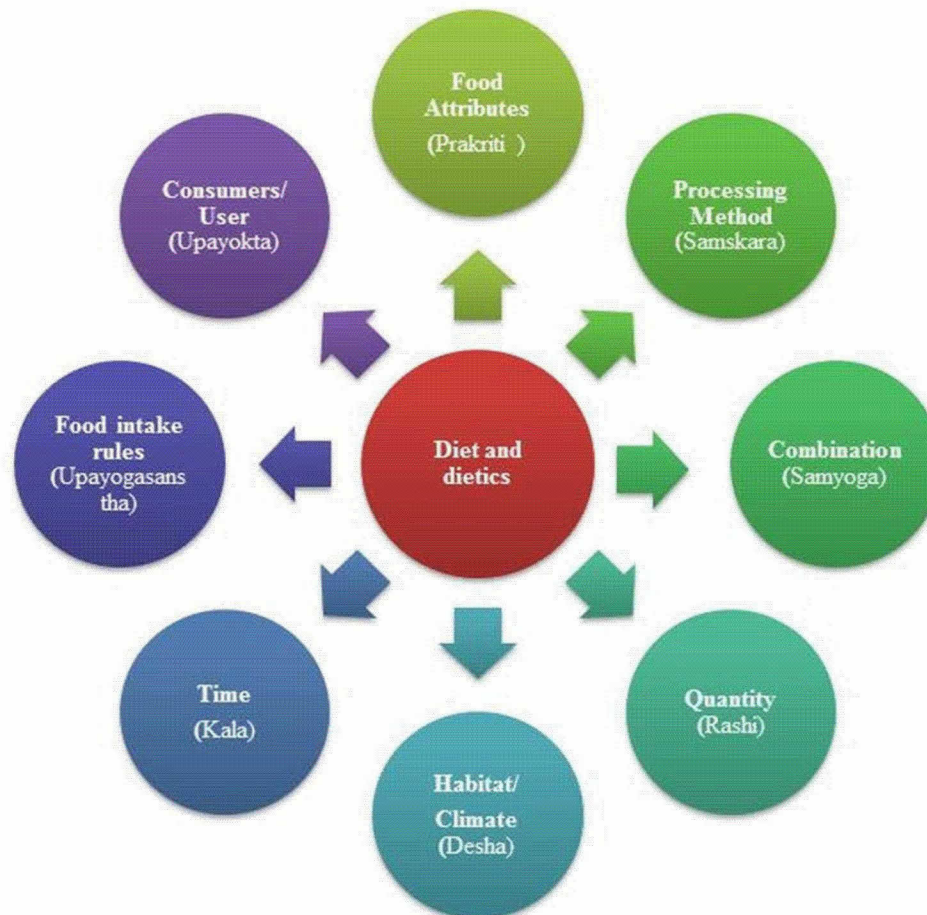 Food
Attributes
(Prakriti )
Processing
Method
(Samskara)
Combination
(Samyoga)
Quantity
(Rashi)
Habitat/
Climate
(Desha)
Time
(Kala)
Food intake
rules
(Upayogasans
tha)
Consumers/
User
(Upayokta)
Diet and
dietics